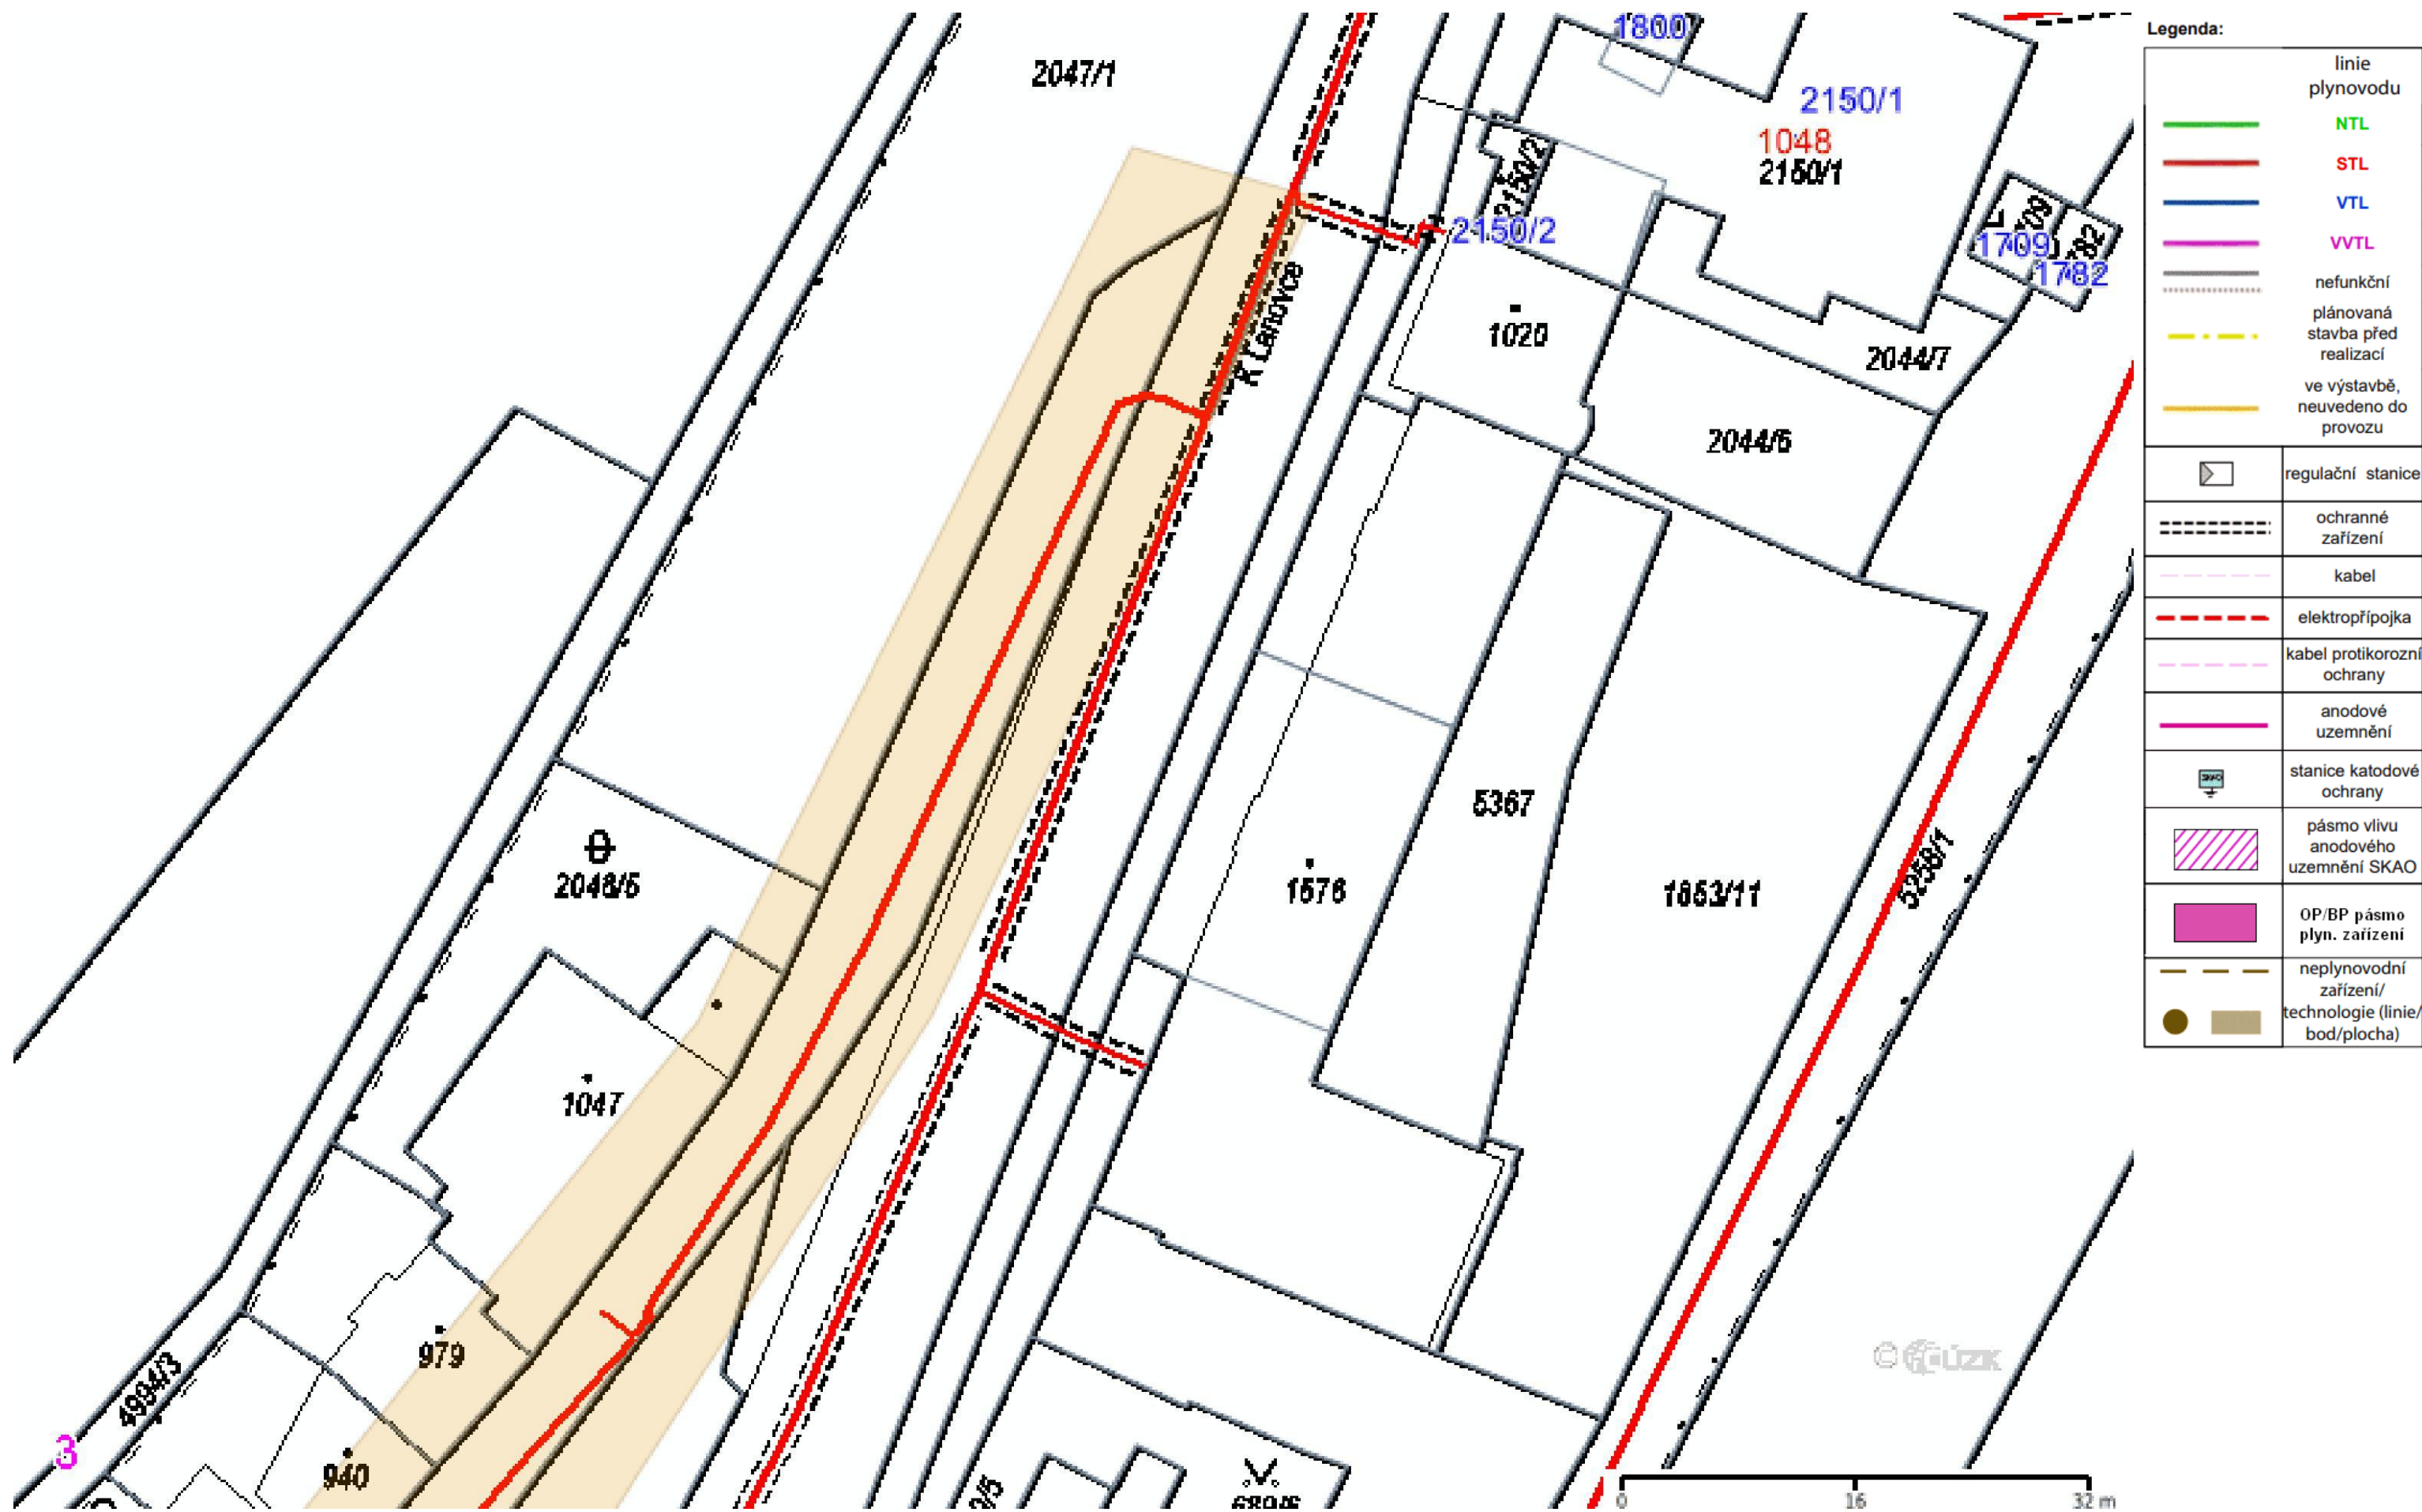 2047/1
1800
2150/1
1048
2150/1
2150/2
2150/2
1709
1782
K Lanovce
1020
2044/7
2044/6
5367
1576
1853/11
5258/1
2048/5
1047
979
940
4994/3
3
0 16 32 m
Legenda:
linie
plynovodu
NTL
STL
VTL
VVTL
nefunkční
plánovaná
stavba před
realizací
ve výstavbě,
neuvedeno do
provozu
regulační stanice
ochranné
zařízení
kabel
elektropřípojka
kabel protikorozní
ochrany
anodové
uzemnění
SKAO
stanice katodové
ochrany
pásmo vlivu
anodového
uzemnění SKAO
OP/BP pásmo
plyn. zařízení
neplynovodní
zařízení/
technologie (linie/
bod/plocha)